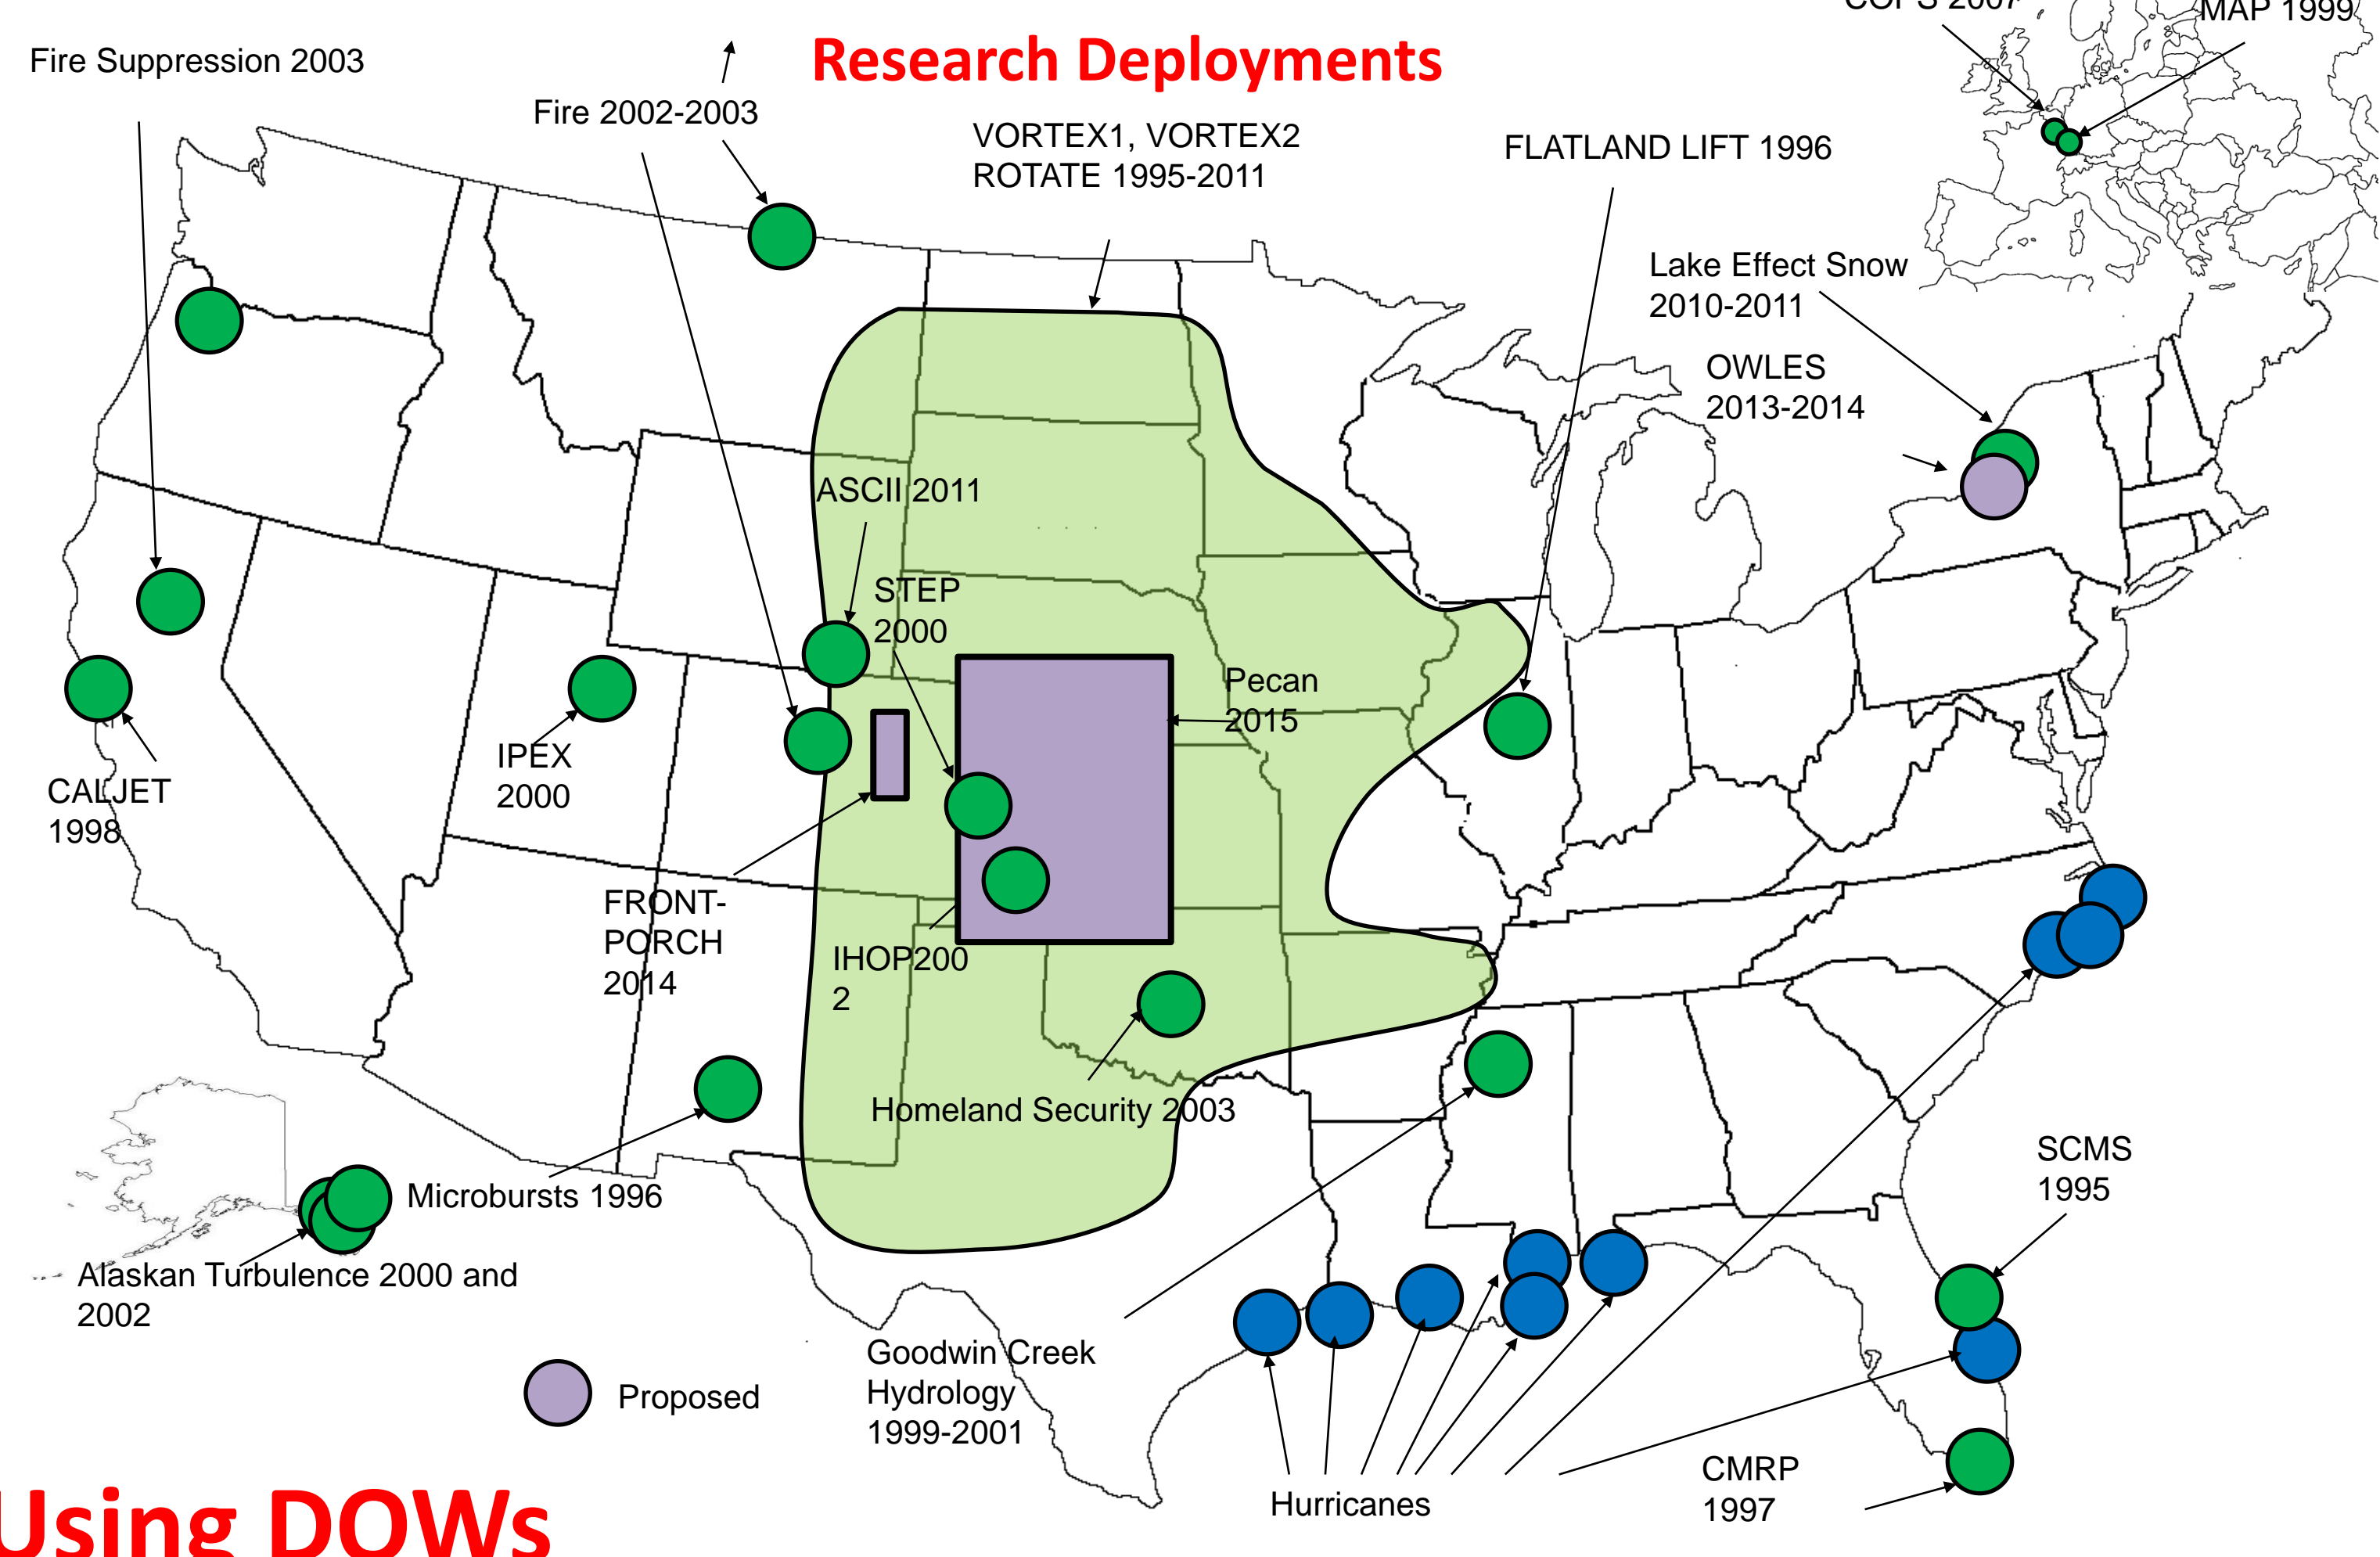 COPS 2007
MAP 1999
Research Deployments
Fire Suppression 2003
Fire 2002-2003
VORTEX1, VORTEX2
ROTATE 1995-2011
FLATLAND LIFT 1996
Lake Effect Snow
2010-2011
OWLES
2013-2014
ASCII 2011
STEP
2000
Pecan
2015
IPEX
2000
CALJET
1998
FRONT-
PORCH
2014
IHOP200
2
Homeland Security 2003
Microbursts 1996
SCMS
1995
Alaskan Turbulence 2000 and
2002
Goodwin Creek
Hydrology
1999-2001
Proposed
CMRP
1997
Hurricanes
Using DOWs